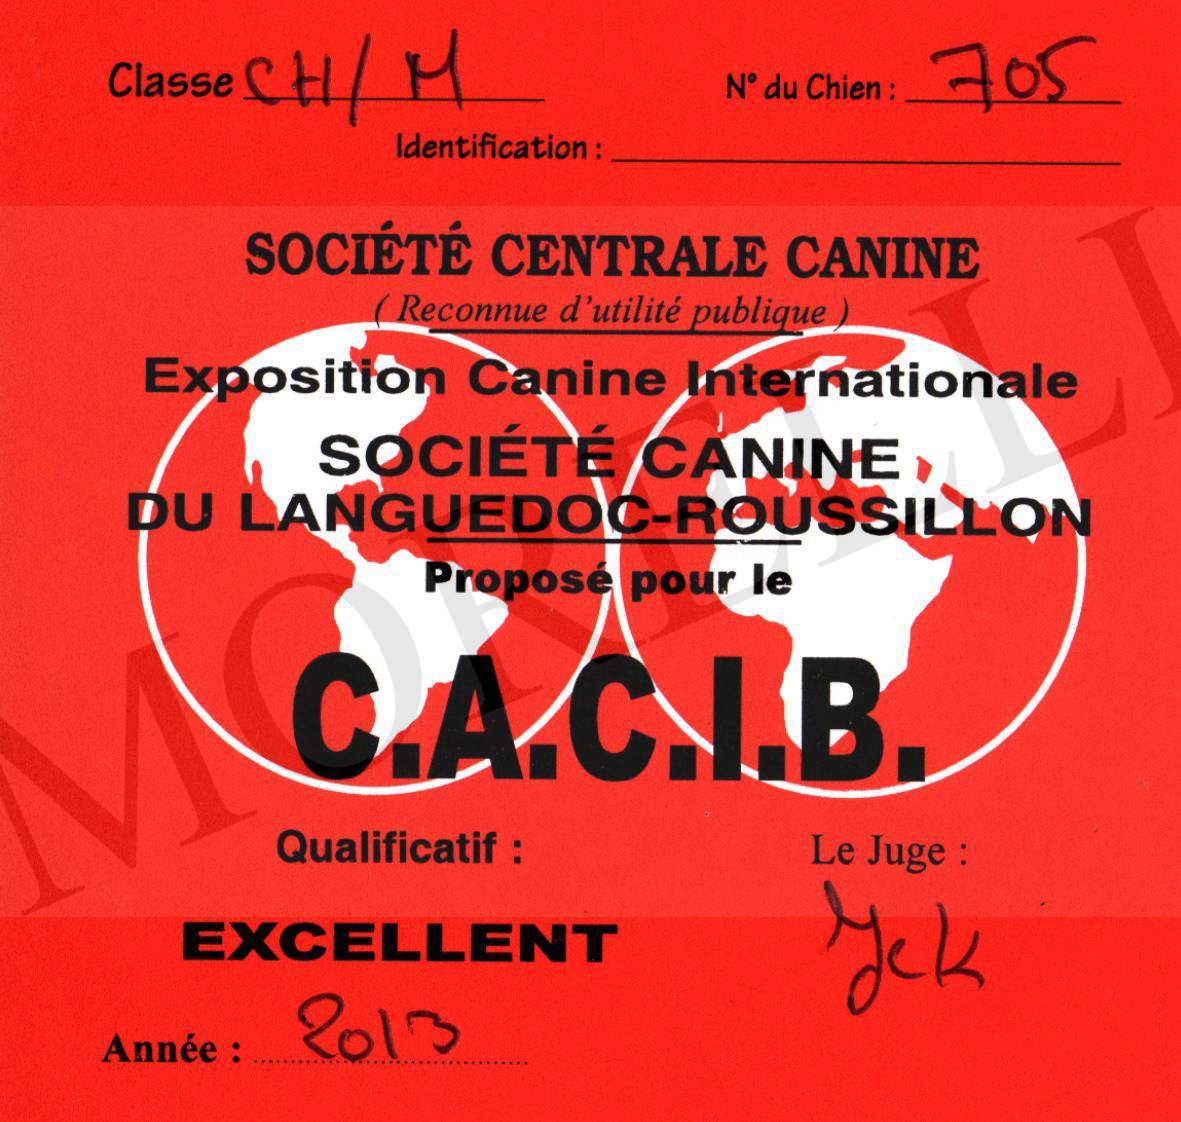 Classe CH/M
N° du Chien : 705
Identification :
SOCIÉTÉ CENTRALE CANINE
( Reconnue d'utilité publique )
Exposition Canine Internationale
SOCIÉTÉ CANINE
DU LANGUEDOC-ROUSSILLON
Proposé pour le
C.A.C.I.B.
Qualificatif :
Le Juge :
EXCELLENT
Année : 2013
MORELLI